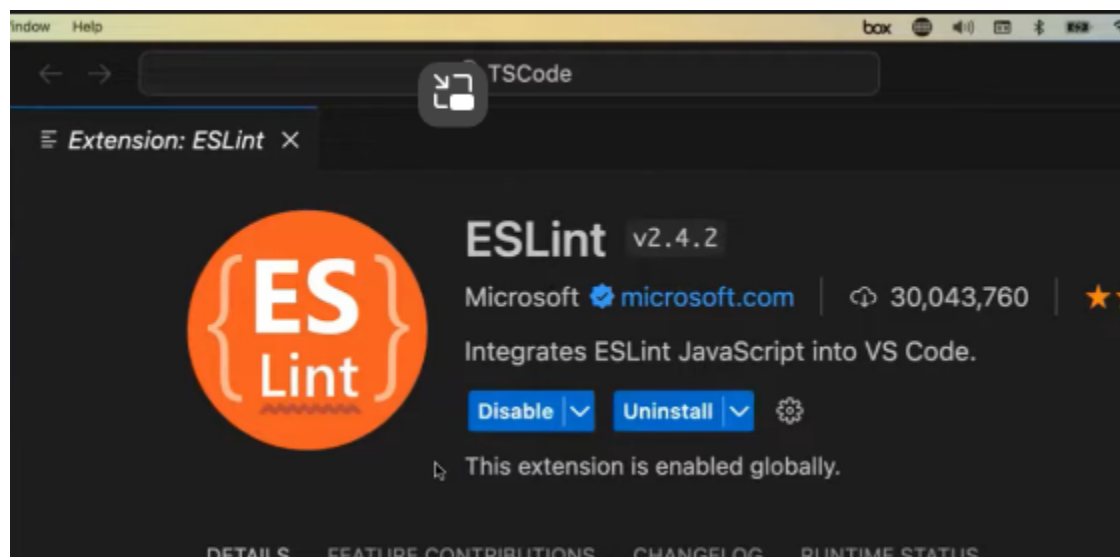 indow Help box
TSCode
Extension: ESLint
ES
Lint
ESLint v2.4.2
Microsoft microsoft.com 30,043,760
Integrates ESLint JavaScript into VS Code.
Disable Uninstall
This extension is enabled globally.
DETAILS FEATURE CONTRIBUTIONS CHANGELOG RUNTIME STATUS